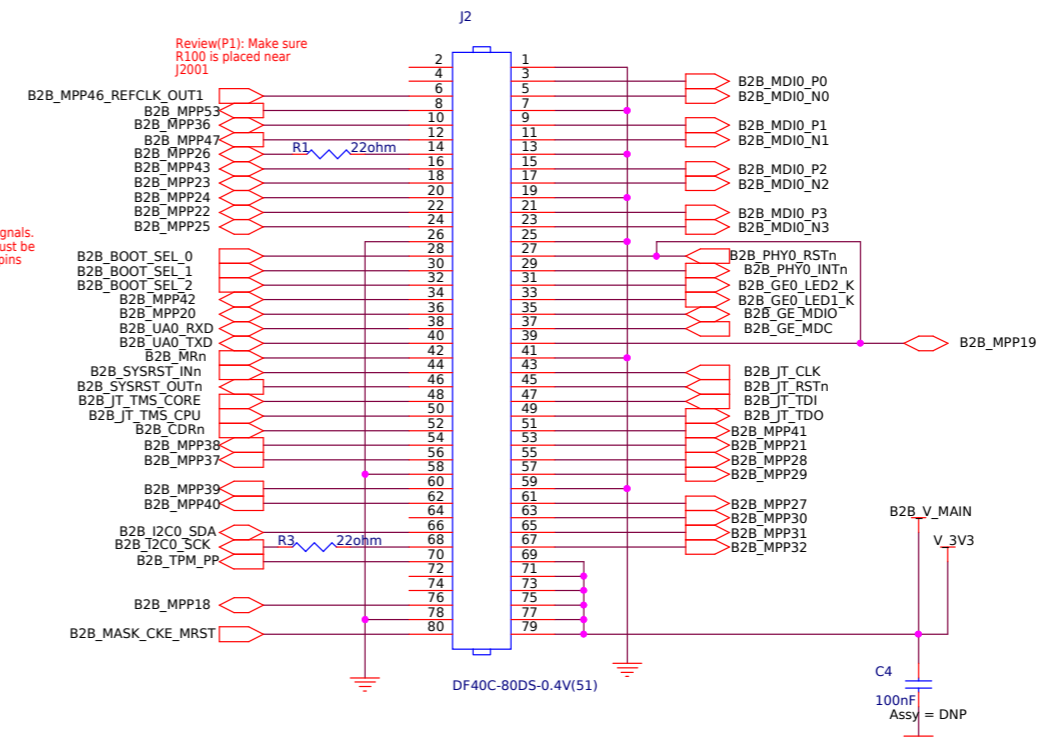 J2
Review(P1): Make sure
R100 is placed near
J2001
2 1
4 3 B2B_MDI0_P0
B2B_MPP46_REFCLK_OUT1 6 5 B2B_MDI0_N0
B2B_MPP53 8 7
B2B_MPP36 10 9 B2B_MDI0_P1
B2B_MPP47 12 11 B2B_MDI0_N1
B2B_MPP26 R1 22ohm 14 13
B2B_MPP43 16 15 B2B_MDI0_P2
B2B_MPP23 18 17 B2B_MDI0_N2
B2B_MPP24 20 19
B2B_MPP22 22 21 B2B_MDI0_P3
B2B_MPP25 24 23 B2B_MDI0_N3
gnals.
ust be
pins
26 25
B2B_BOOT_SEL_0 28 27 B2B_PHY0_RSTn
B2B_BOOT_SEL_1 30 29 B2B_PHY0_INTn
B2B_BOOT_SEL_2 32 31 B2B_GE0_LED2_K
B2B_MPP42 34 33 B2B_GE0_LED1_K
B2B_MPP20 36 35 B2B_GE_MDIO
B2B_UA0_RXD 38 37 B2B_GE_MDC
B2B_UA0_TXD 40 39 B2B_MPP19
B2B_MRn 42 41
B2B_SYSRST_INn 44 43 B2B_JT_CLK
B2B_SYSRST_OUTn 46 45 B2B_JT_RSTn
B2B_JT_TMS_CORE 48 47 B2B_JT_TDI
B2B_JT_TMS_CPU 50 49 B2B_JT_TDO
B2B_CDRn 52 51 B2B_MPP41
B2B_MPP38 54 53 B2B_MPP21
B2B_MPP37 56 55 B2B_MPP28
58 57 B2B_MPP29
B2B_MPP39 60 59
B2B_MPP40 62 61 B2B_MPP27
64 63 B2B_MPP30
B2B_I2C0_SDA 66 65 B2B_MPP31
B2B_I2C0_SCK R3 22ohm 68 67 B2B_MPP32
B2B_TPM_PP 70 69
72 71
74 73
B2B_MPP18 76 75
78 77
B2B_MASK_CKE_MRST 80 79
B2B_V_MAIN
V_3V3
DF40C-80DS-0.4V(51)
C4
100nF
Assy = DNP